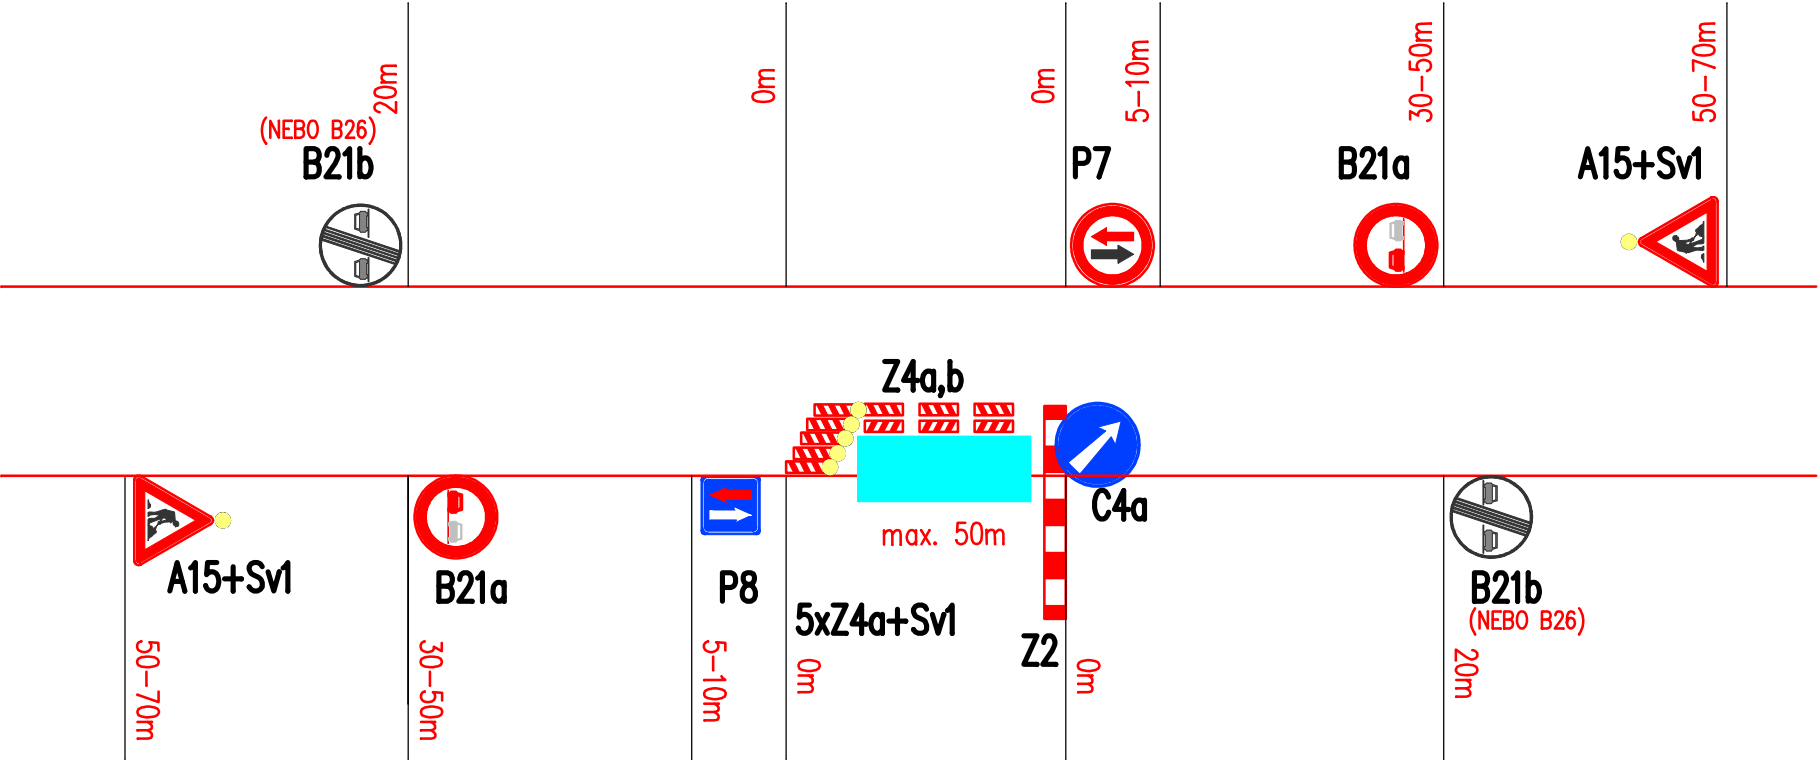 20m
0m
0m
5-10m
30-50m
50-70m
(NEBO B26)
B21b
P7
B21a
A15+Sv1
Z4a,b
C4a
max. 50m
A15+Sv1
B21a
P8
5xZ4a+Sv1
Z2
B21b
(NEBO B26)
50-70m
30-50m
5-10m
0m
0m
20m